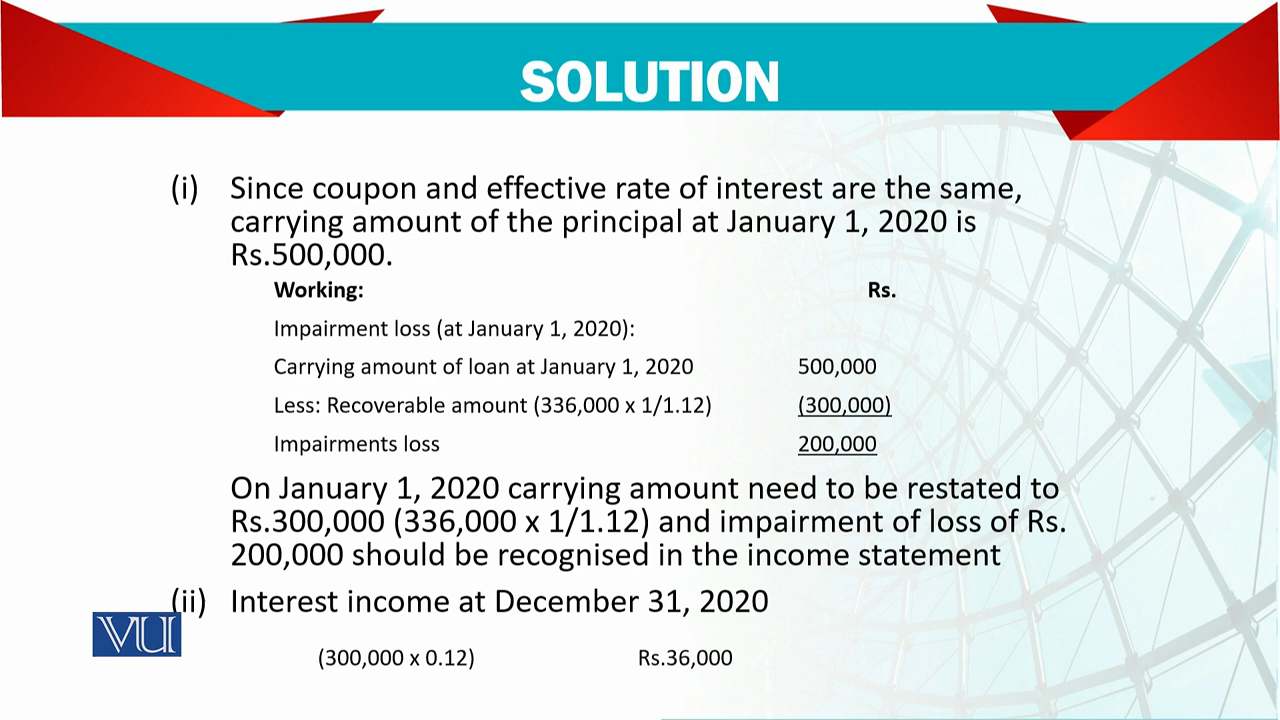 SOLUTION
(i) Since coupon and effective rate of interest are the same,
carrying amount of the principal at January 1, 2020 is
Rs.500,000.
Working: Rs.
Impairment loss (at January 1, 2020):
Carrying amount of loan at January 1, 2020 500,000
Less: Recoverable amount (336,000 x 1/1.12) (300,000)
Impairments loss 200,000
On January 1, 2020 carrying amount need to be restated to
Rs.300,000 (336,000 x 1/1.12) and impairment of loss of Rs.
200,000 should be recognised in the income statement
(ii) Interest income at December 31, 2020
VU
(300,000 x 0.12) Rs.36,000